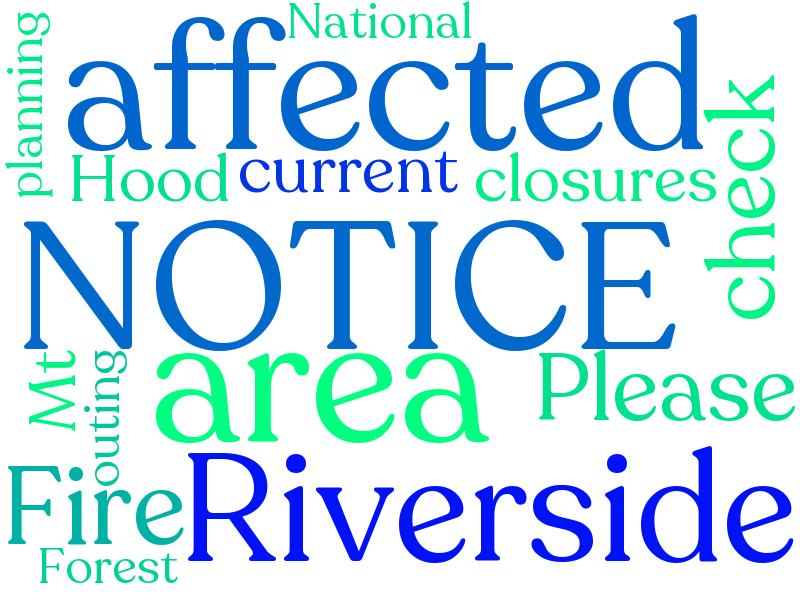 National
planning
affected
check
Hood
current
closures
NOTICE
Mt
outing
area
Please
Fire
Riverside
Forest